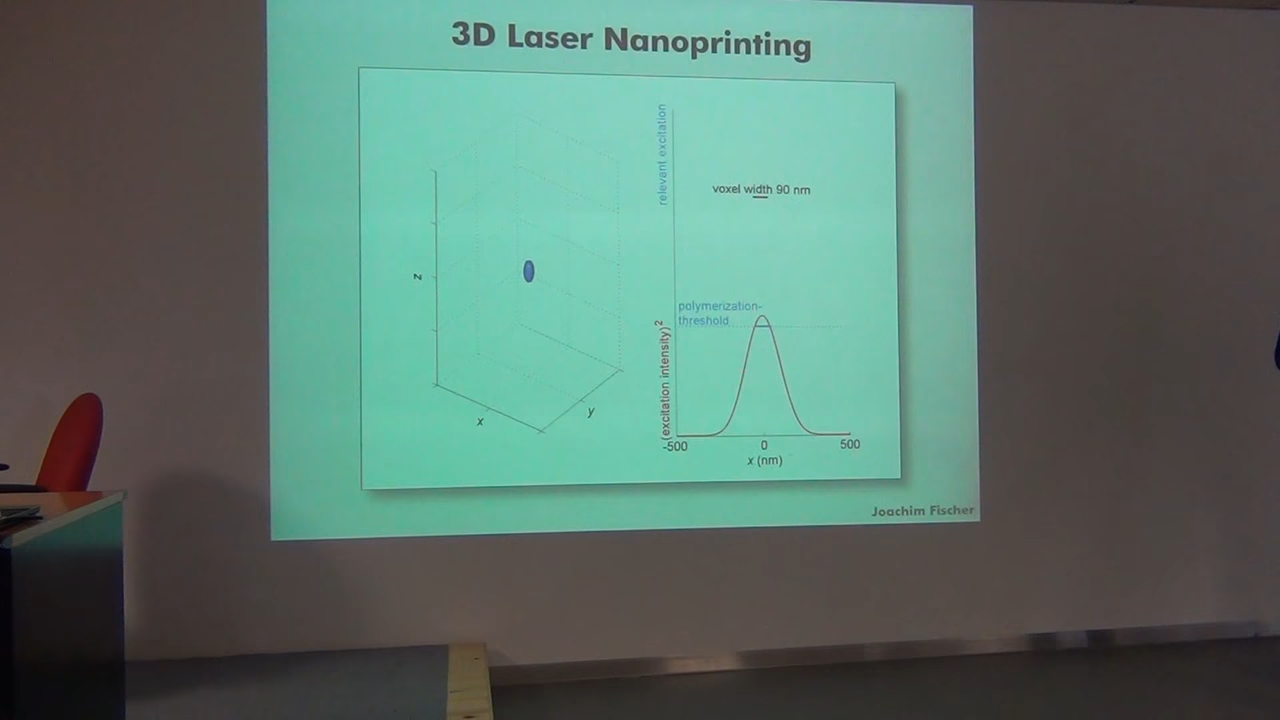 3D Laser Nanoprinting
z
x
y
relevant excitation
(excitation intensity)²
voxel width 90 nm
polymerization-
threshold
-500
0
500
x (nm)
Joachim Fischer